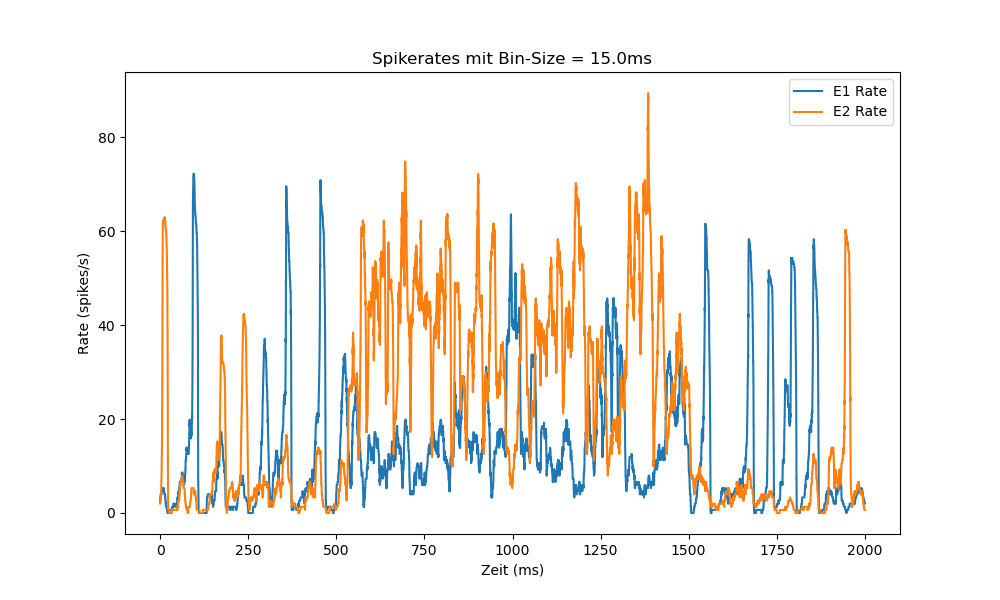 Spikerates mit Bin-Size = 15.0ms
E1 Rate
E2 Rate
80
60
40
20
0
Rate (spikes/s)
0 250 500 750 1000 1250 1500 1750 2000
Zeit (ms)